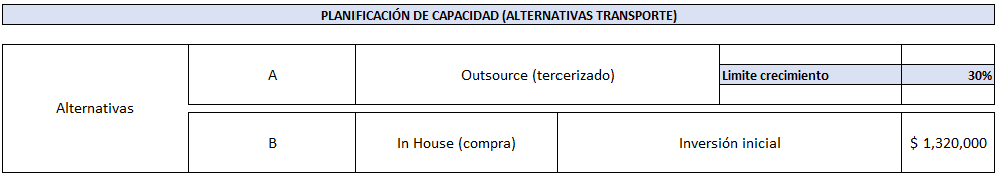 PLANIFICACIÓN DE CAPACIDAD (ALTERNATIVAS TRANSPORTE)
Alternativas
A
Outsource (tercerizado)
Limite crecimiento
30%
B
In House (compra)
Inversión inicial
$ 1,320,000